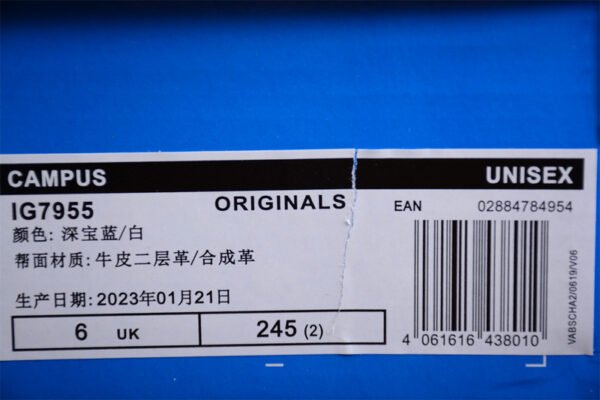 CAMPUS UNISEX
IG7955 ORIGINALS EAN 02884784954
颜色: 深宝蓝/白
帮面材质: 牛皮二层革/合成革
生产日期: 2023年01月21日
6 UK 245 (2)
4 061616 438010
VABSCHA2/0619/V06